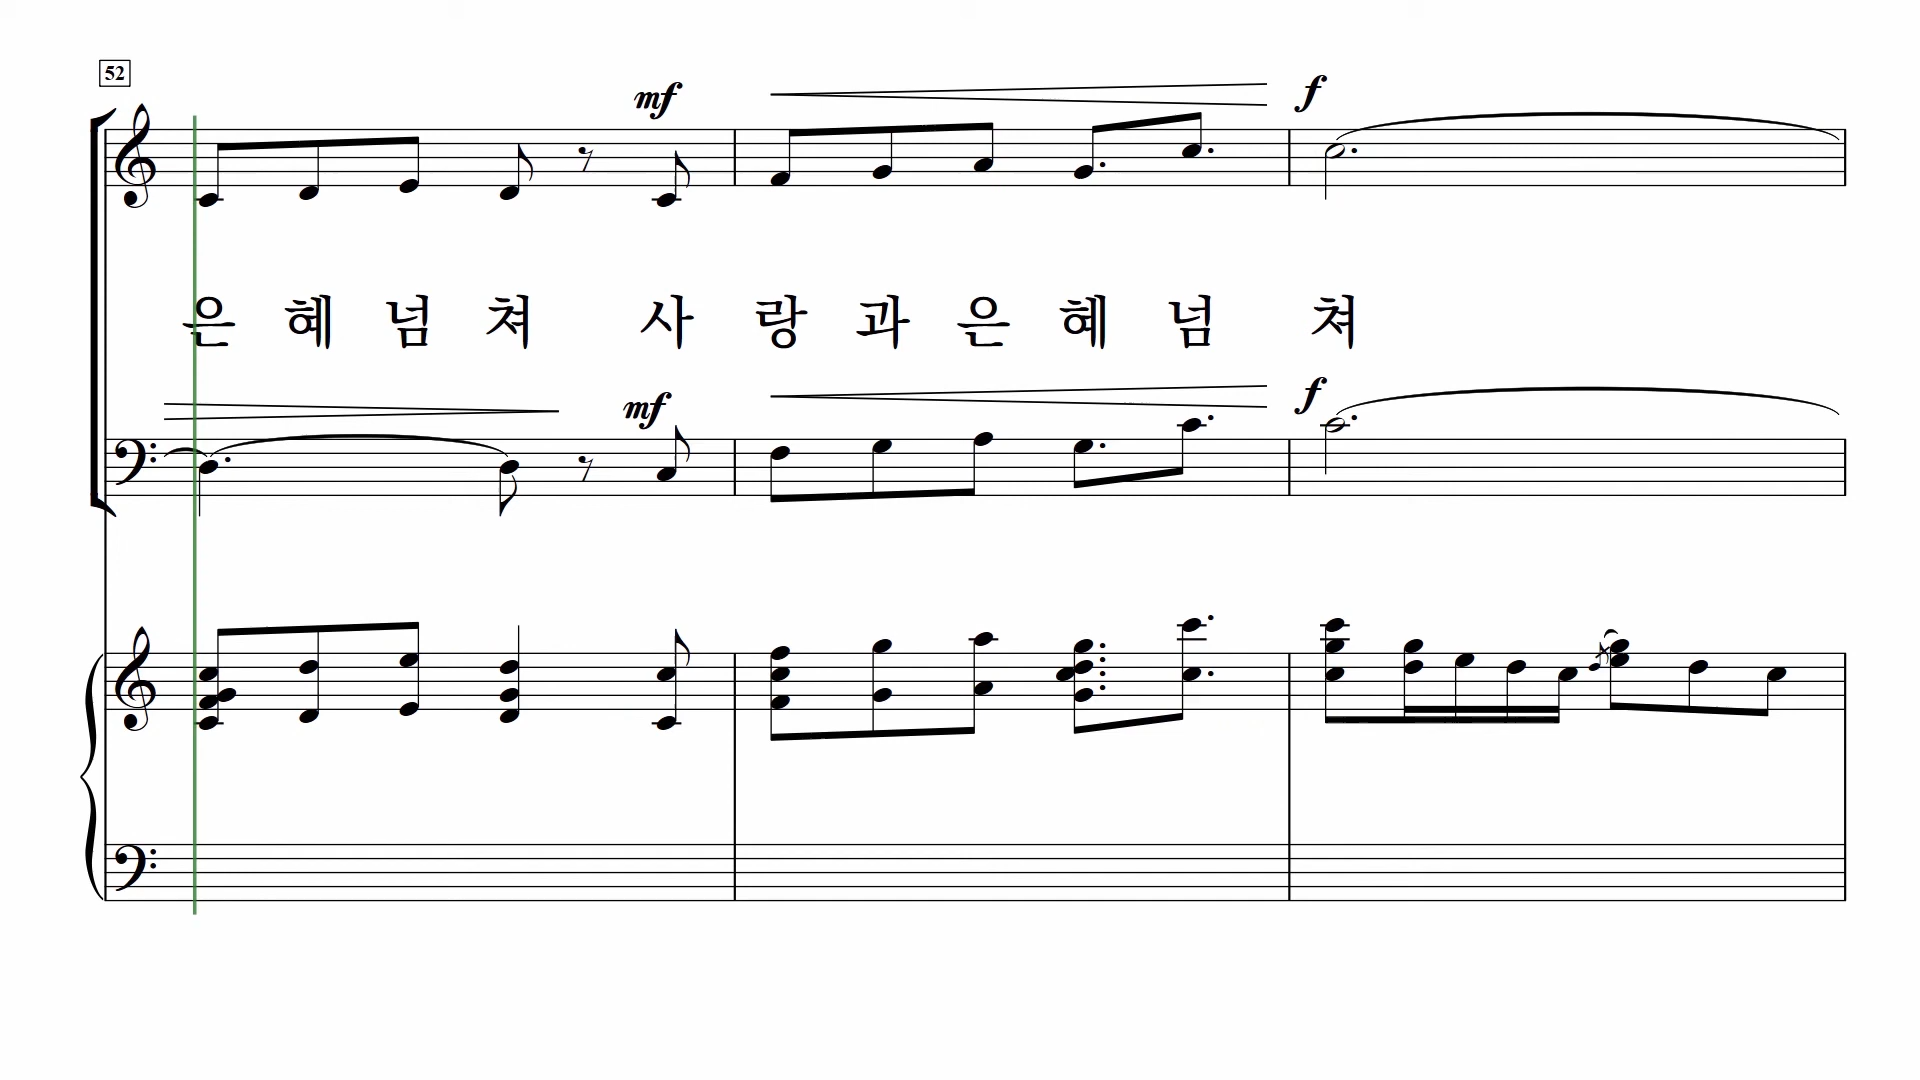 52
mf f
은 혜 넘 쳐 사 랑 과 은 혜 넘 쳐
mf f